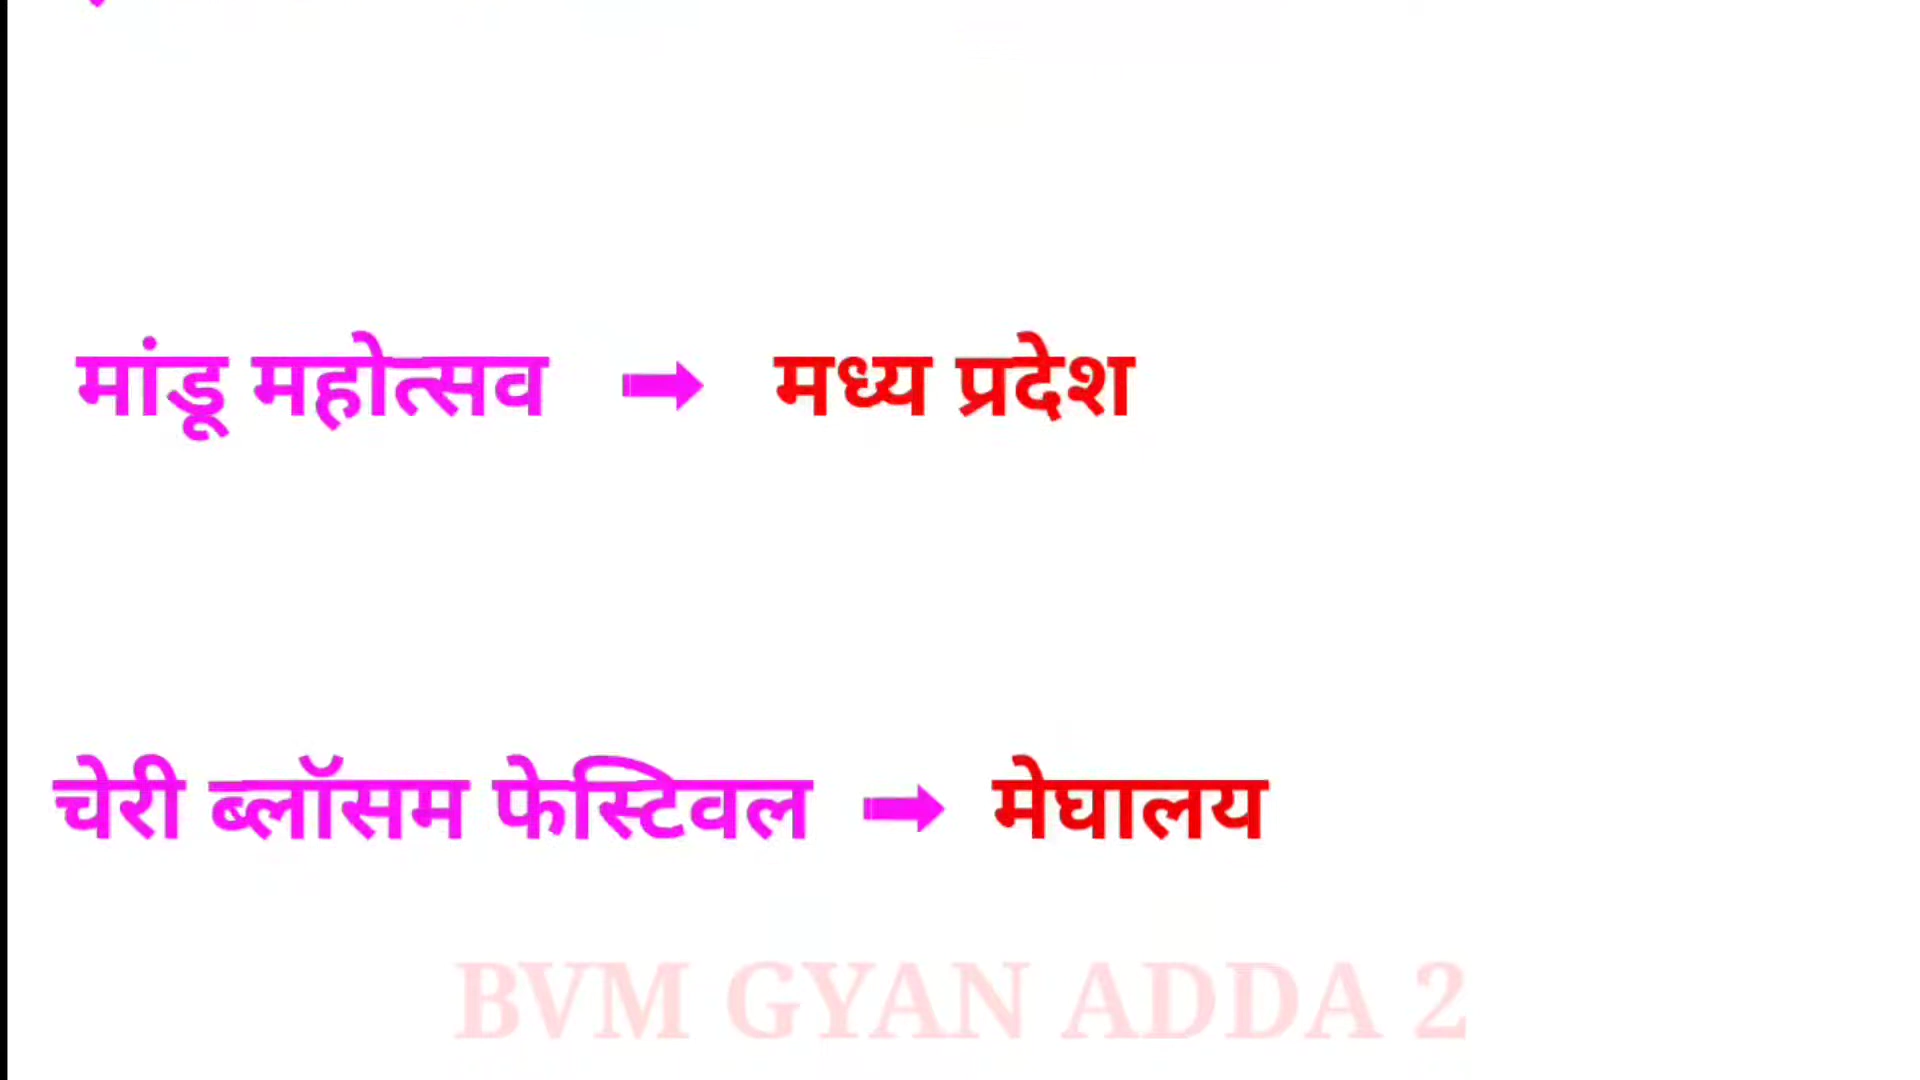 मांडू महोत्सव ➡ मध्य प्रदेश
चेरी ब्लॉसम फेस्टिवल ➡ मेघालय
BVM GYAN ADDA 2